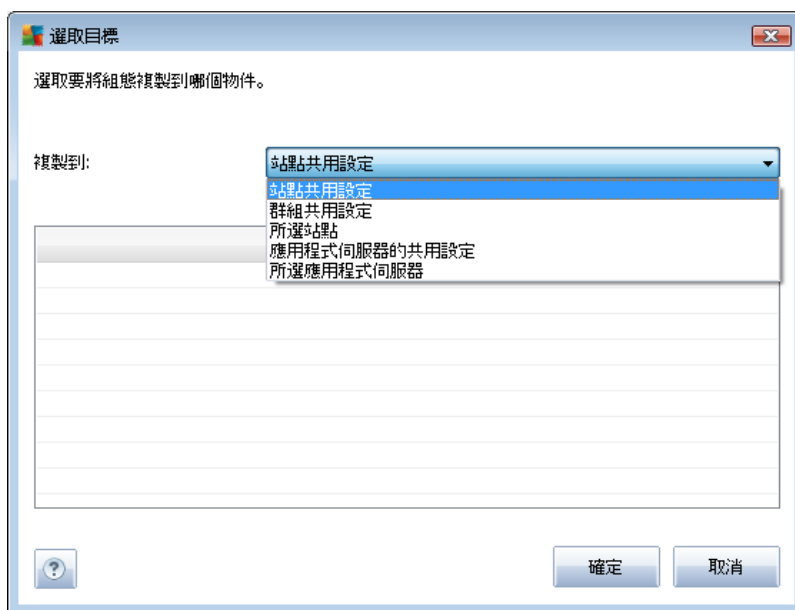 選取目標
選取要將組態複製到哪個物件。
複製到:
站點共用設定
站點共用設定
群組共用設定
所選站點
應用程式伺服器的共用設定
所選應用程式伺服器
?
確定
取消